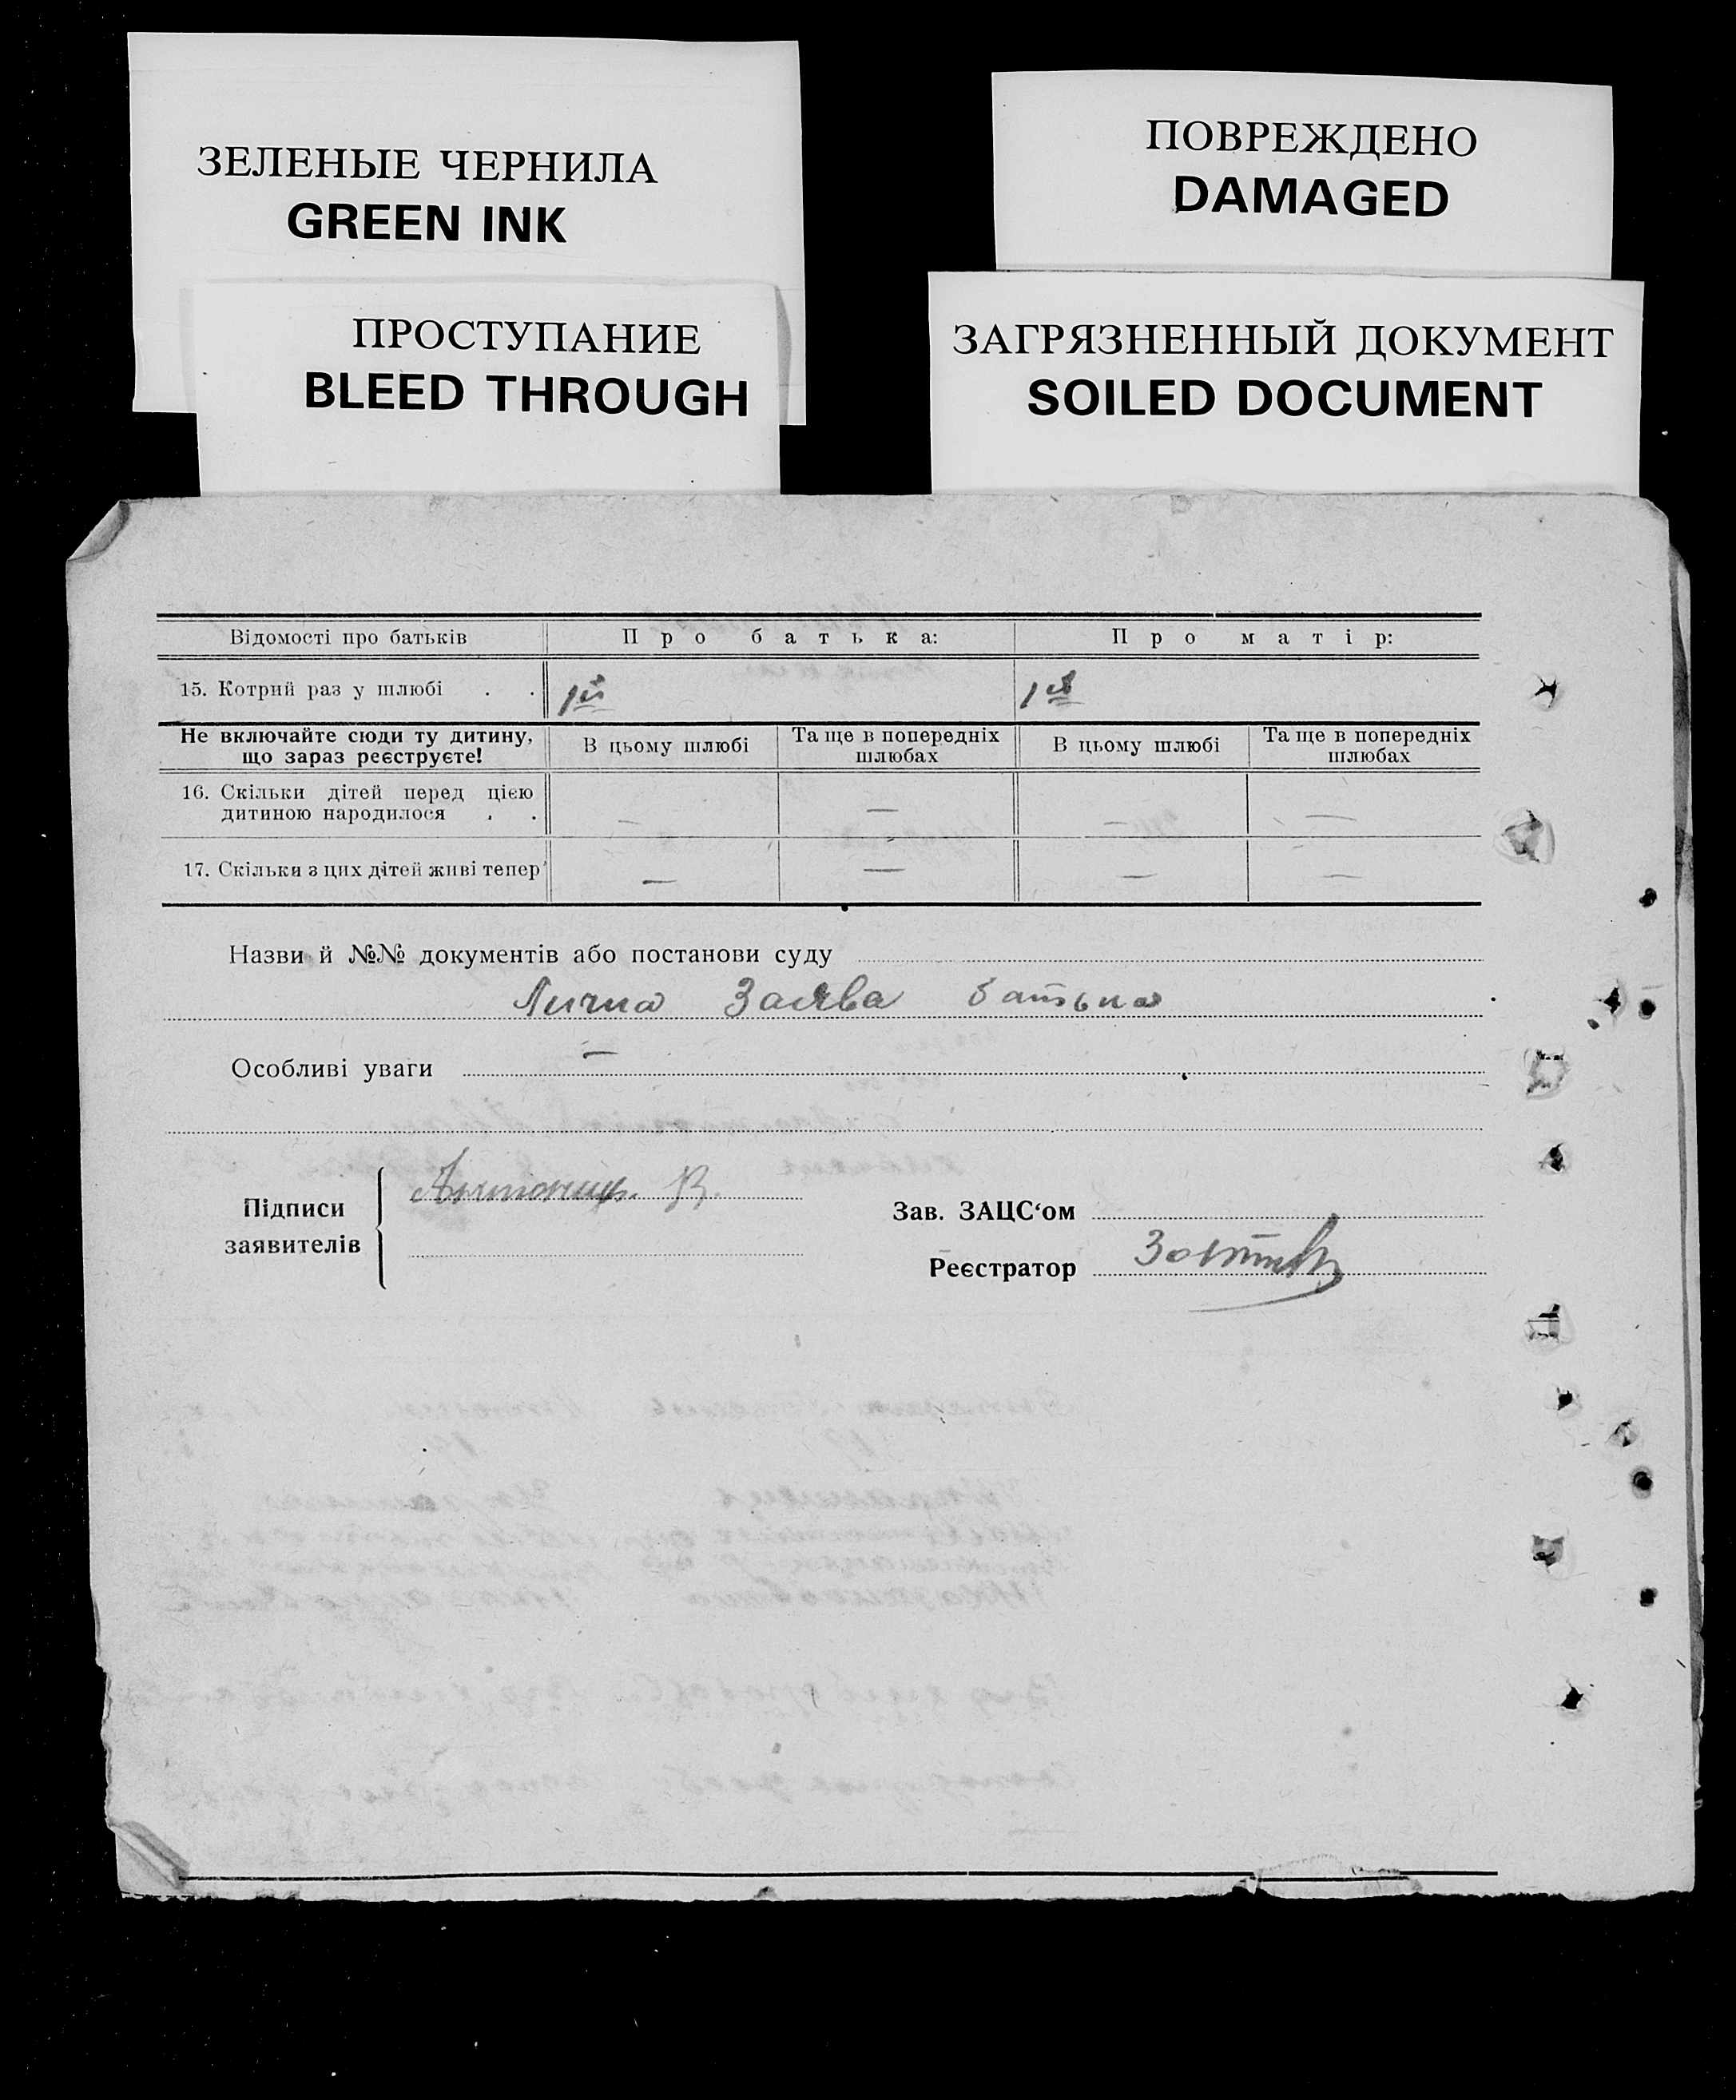 ЗЕЛЕНЫЕ ЧЕРНИЛА
GREEN INK
ПОВРЕЖДЕНО
DAMAGED
ПРОСТУПАНИЕ
BLEED THROUGH
ЗАГРЯЗНЕННЫЙ ДОКУМЕНТ
SOILED DOCUMENT
Відомості про батьків Про батька: Про матір:
15. Котрий раз у шлюбі . . 1й 1й
Не включайте сюди ту дитину,
що зараз реєструєте!
В цьому шлюбі
Та ще в попередніх
шлюбах
В цьому шлюбі
Та ще в попередніх
шлюбах
16. Скільки дітей перед цією
дитиною народилося . . — — — —
17. Скільки з цих дітей живі тепер — — — —
Назви й №№ документів або постанови суду
Лична Заява батька
Особливі уваги —
Підписи
заявителів
Зав. ЗАЦС‘ом
Реєстратор